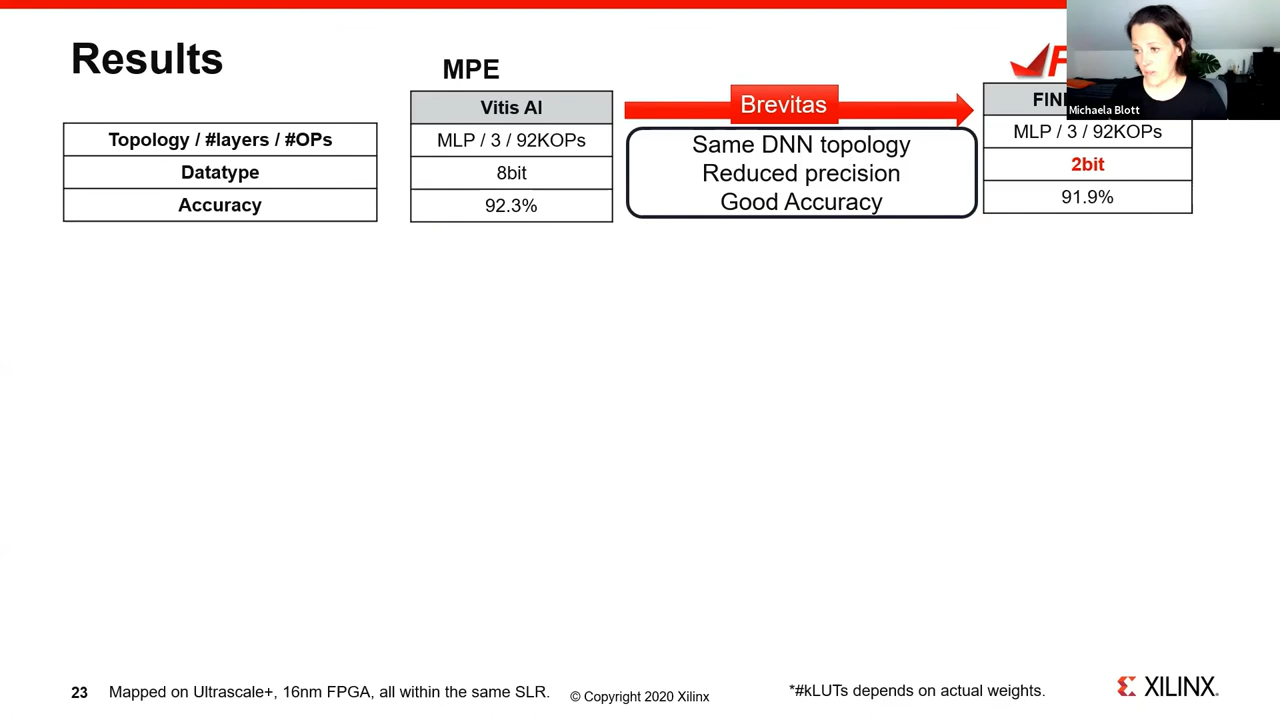 Results
MPE
Vitis AI
Brevitas
Michaela Blott
Topology / #layers / #OPs
MLP / 3 / 92KOPs
Same DNN topology
MLP / 3 / 92KOPs
Datatype
8bit
Reduced precision
2bit
Accuracy
92.3%
Good Accuracy
91.9%
23 Mapped on Ultrascale+, 16nm FPGA, all within the same SLR.
© Copyright 2020 Xilinx
*#kLUTs depends on actual weights.
XILINX.